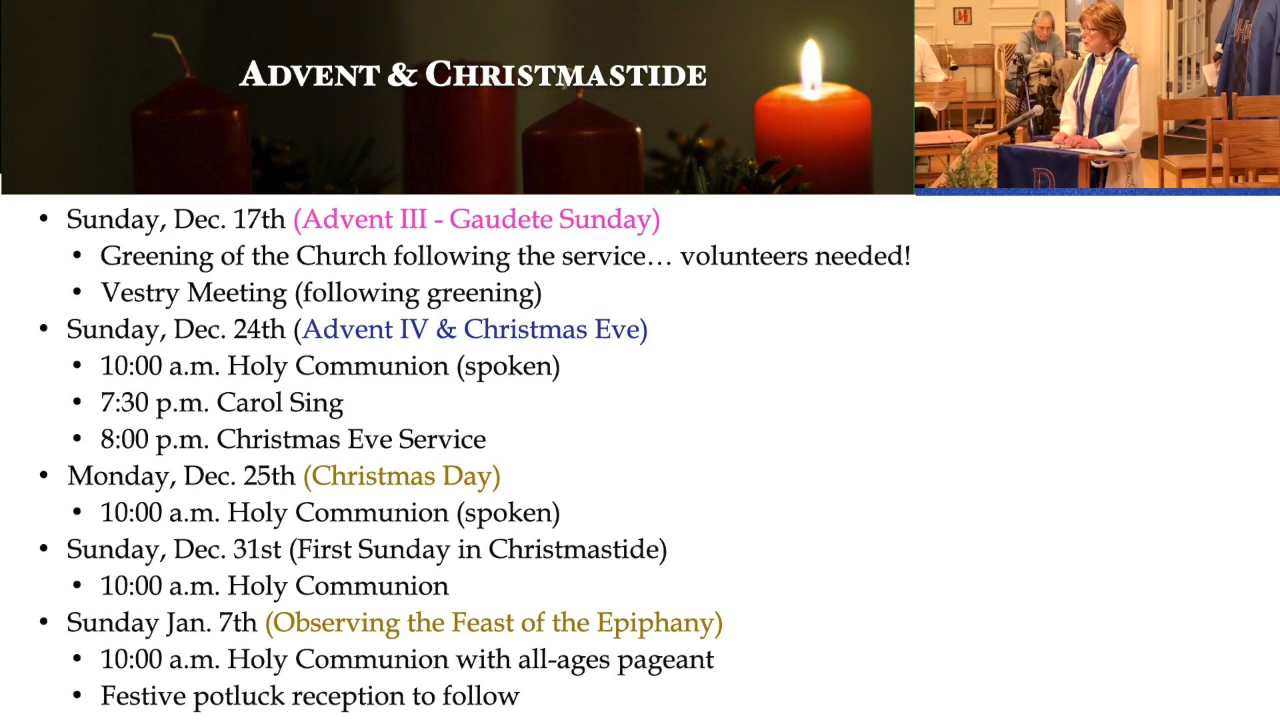 ADVENT & CHRISTMASTIDE
• Sunday, Dec. 17th (Advent III - Gaudete Sunday)
• Greening of the Church following the service… volunteers needed!
• Vestry Meeting (following greening)
• Sunday, Dec. 24th (Advent IV & Christmas Eve)
• 10:00 a.m. Holy Communion (spoken)
• 7:30 p.m. Carol Sing
• 8:00 p.m. Christmas Eve Service
• Monday, Dec. 25th (Christmas Day)
• 10:00 a.m. Holy Communion (spoken)
• Sunday, Dec. 31st (First Sunday in Christmastide)
• 10:00 a.m. Holy Communion
• Sunday Jan. 7th (Observing the Feast of the Epiphany)
• 10:00 a.m. Holy Communion with all-ages pageant
• Festive potluck reception to follow